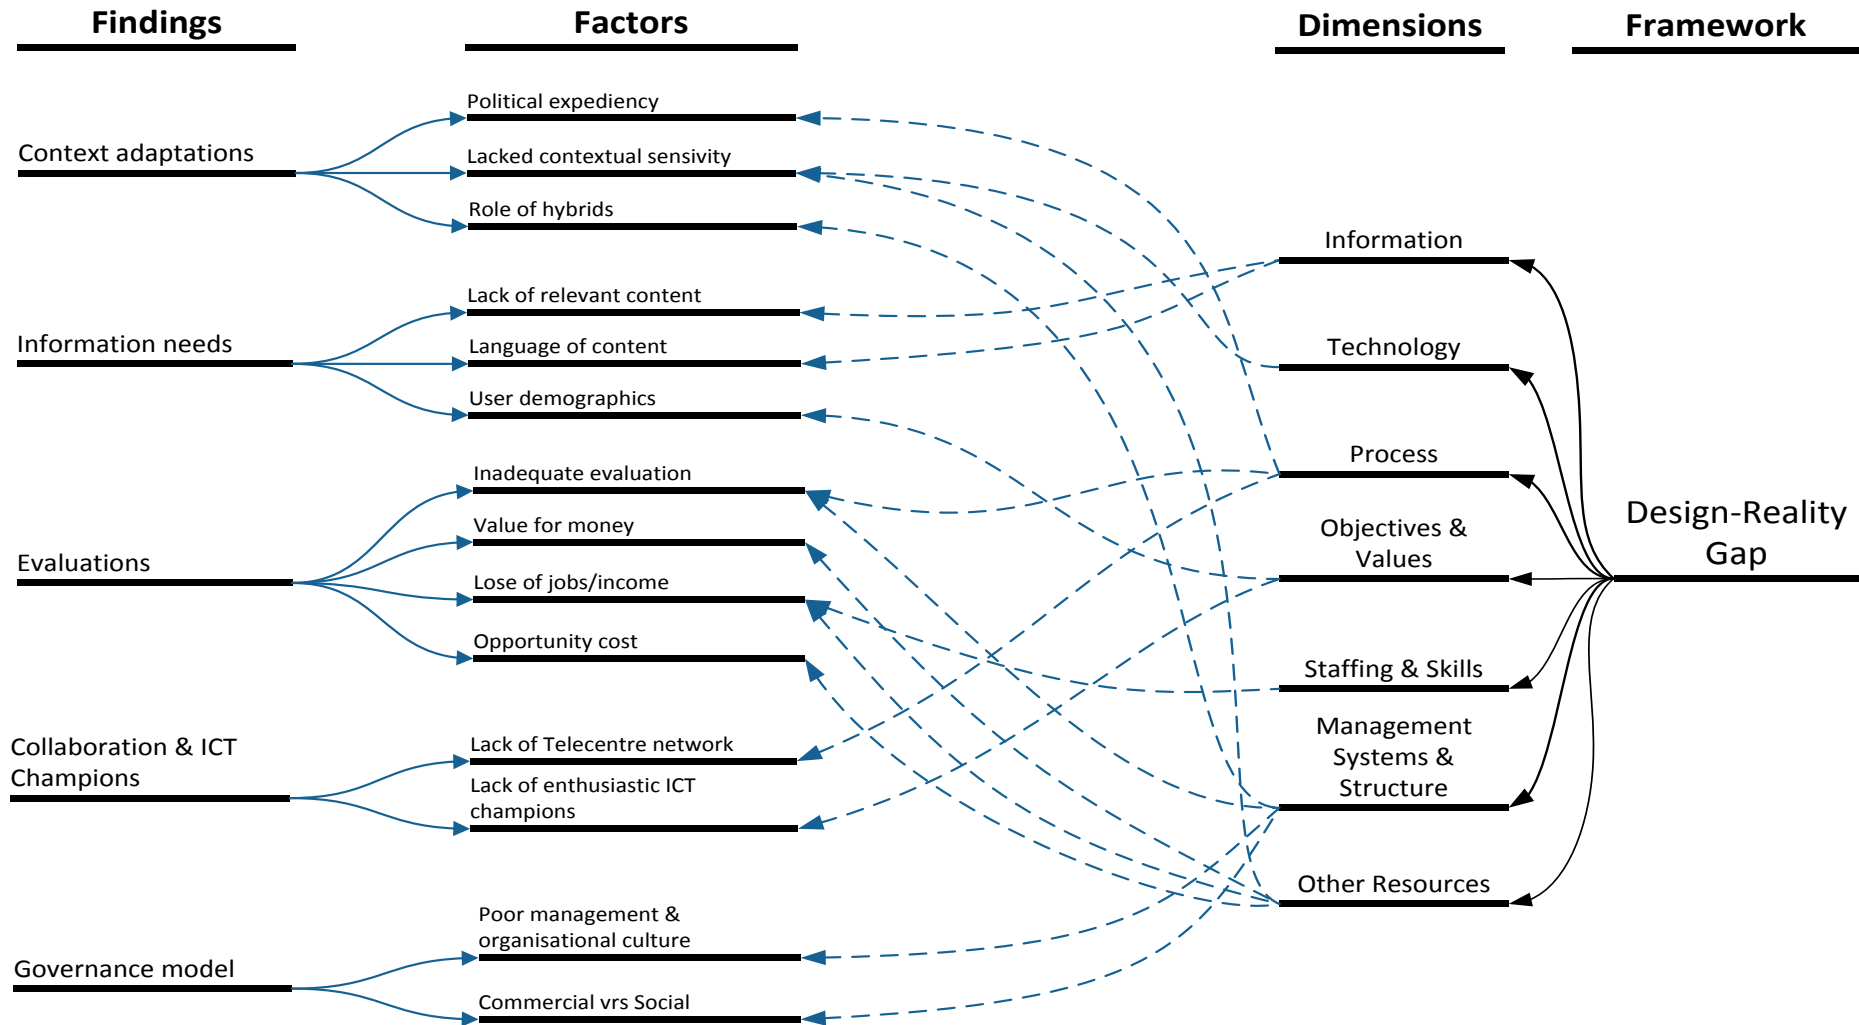 Findings
Factors
Dimensions
Framework
Context adaptations
Political expediency
Lacked contextual sensivity
Role of hybrids
Information needs
Lack of relevant content
Language of content
User demographics
Evaluations
Inadequate evaluation
Value for money
Lose of jobs/income
Opportunity cost
Collaboration & ICT
Champions
Lack of Telecentre network
Lack of enthusiastic ICT
champions
Governance model
Poor management &
organisational culture
Commercial vrs Social
Information
Technology
Process
Objectives &
Values
Staffing & Skills
Management
Systems &
Structure
Other Resources
Design-Reality
Gap